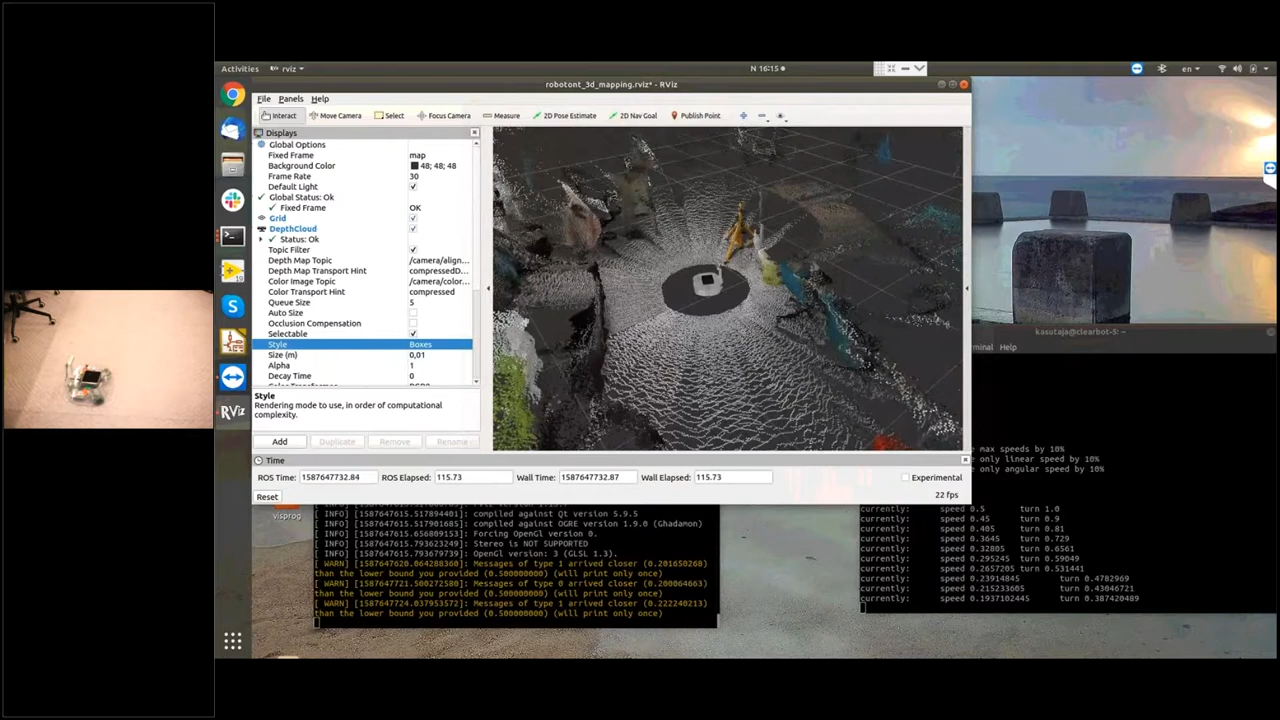 Activities
rviz
N 16:15
en
robotont_3d_mapping.rviz* - RViz
File Panels Help
Interact Move Camera Select Focus Camera Measure 2D Pose Estimate 2D Nav Goal Publish Point
Displays
Global Options
Fixed Frame map
Background Color 48; 48; 48
Frame Rate 30
Default Light
Global Status: Ok
Fixed Frame OK
Grid
DepthCloud
Status: Ok
Topic Filter
Depth Map Topic /camera/align...
Depth Map Transport Hint compressedD...
Color Image Topic /camera/color...
Color Transport Hint compressed
Queue Size 5
Auto Size
Occlusion Compensation
Selectable
Style Boxes
Size (m) 0,01
Alpha 1
Decay Time 0
Style
Rendering mode to use, in order of computational
complexity.
Add Duplicate Remove Rename
Time
ROS Time: 1587647732.84 ROS Elapsed: 115.73 Wall Time: 1587647732.87 Wall Elapsed: 115.73 Experimental
Reset
22 fps
RViz
visprog
[ INFO] [1587647615.517894401]: compiled against Qt version 5.9.5
[ INFO] [1587647615.517901685]: compiled against OGRE version 1.9.0 (Ghadamon)
[ INFO] [1587647615.656809153]: Forcing OpenGl version 0.
[ INFO] [1587647615.793623249]: Stereo is NOT SUPPORTED
[ INFO] [1587647615.793679739]: OpenGl version: 3 (GLSL 1.3).
[ WARN] [1587647620.064288360]: Messages of type 1 arrived closer (0.201650268)
than the lower bound you provided (0.500000000) (will print only once)
[ WARN] [1587647721.500272580]: Messages of type 0 arrived closer (0.200064663)
than the lower bound you provided (0.500000000) (will print only once)
[ WARN] [1587647724.037953572]: Messages of type 1 arrived closer (0.222240213)
than the lower bound you provided (0.500000000) (will print only once)
kasutaja@clearbot-5: ~
minal Help
e max speeds by 10%
e only linear speed by 10%
e only angular speed by 10%
currently: speed 0.5 turn 1.0
currently: speed 0.45 turn 0.9
currently: speed 0.405 turn 0.81
currently: speed 0.3645 turn 0.729
currently: speed 0.32805 turn 0.6561
currently: speed 0.295245 turn 0.59049
currently: speed 0.2657205 turn 0.531441
currently: speed 0.23914845 turn 0.4782969
currently: speed 0.215233605 turn 0.43046721
currently: speed 0.1937102445 turn 0.387420489